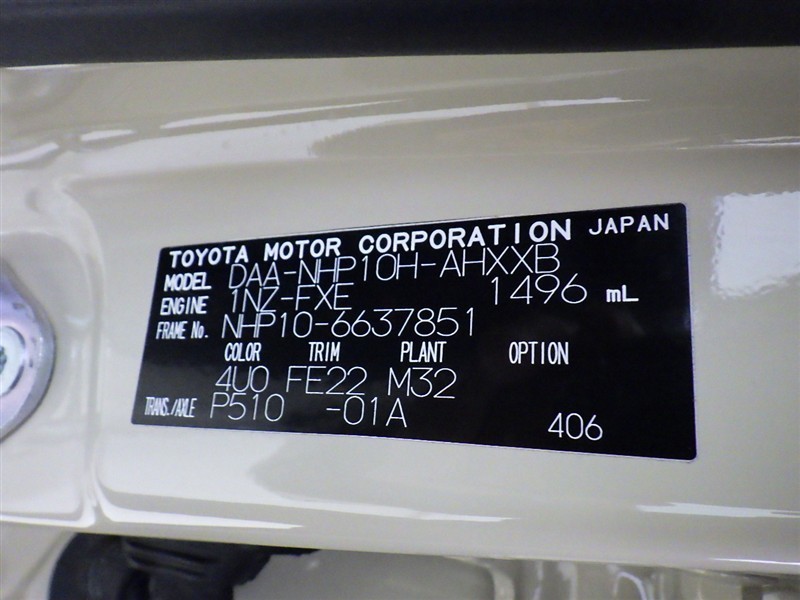 TOYOTA MOTOR CORPORATION JAPAN
MODEL DAA-NHP10H-AHXXB
ENGINE 1NZ-FXE 1496 mL
FRAME No. NHP10-6637851
COLOR TRIM PLANT OPTION
4U0 FE22 M32
TRANS./AXLE P510 -01A 406